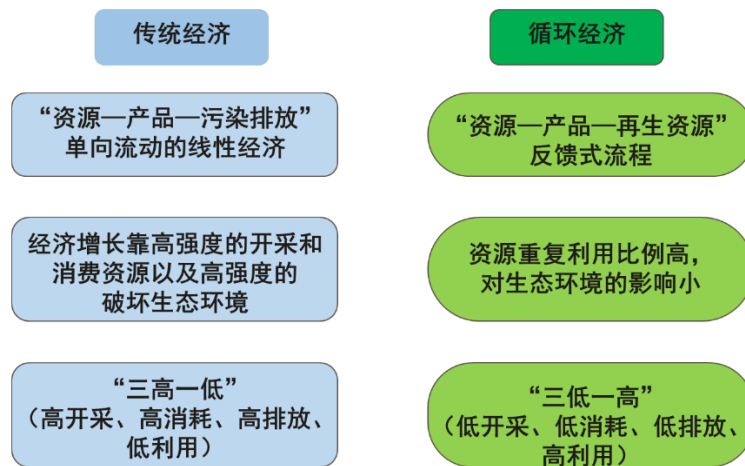 传统经济
循环经济
“资源—产品—污染排放”
单向流动的线性经济
“资源—产品—再生资源”
反馈式流程
经济增长靠高强度的开采和
消费资源以及高强度的
破坏生态环境
资源重复利用比例高，
对生态环境的影响小
“三高一低”
（高开采、高消耗、高排放、
低利用）
“三低一高”
（低开采、低消耗、低排放、
高利用）